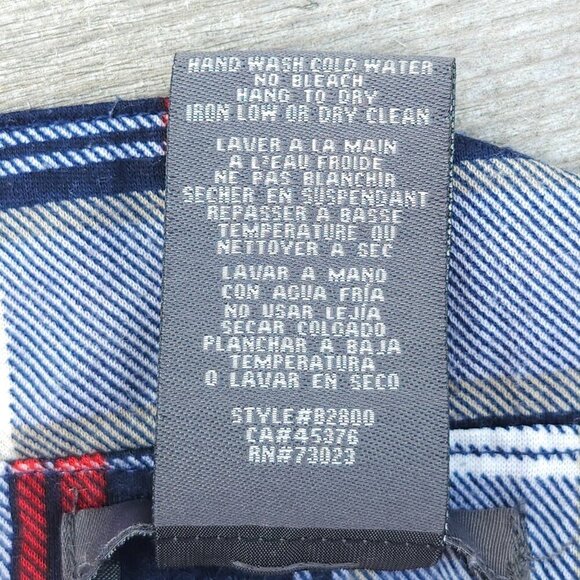 HAND WASH COLD WATER
NO BLEACH
HANG TO DRY
IRON LOW OR DRY CLEAN
LAVER A LA MAIN
A L'EAU FROIDE
NE PAS BLANCHIR
SECHER EN SUSPENDANT
REPASSER A BASSE
TEMPERATURE OU
NETTOYER A SEC
LAVAR A MANO
CON AGUA FRÍA
NO USAR LEJÍA
SECAR COLGADO
PLANCHAR A BAJA
TEMPERATURA
O LAVAR EN SECO
STYLE#82800
CA#45376
RN#73023